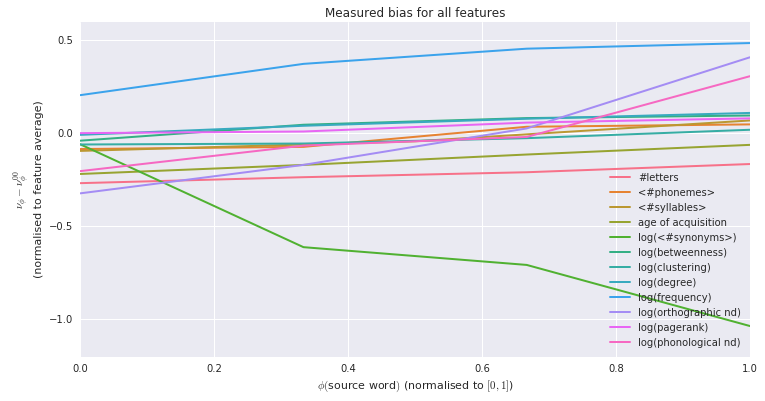 Measured bias for all features
0.5
0.0
−0.5
−1.0
ν_ϕ − ν_ϕ^00
(normalised to feature average)
#letters
<#phonemes>
<#syllables>
age of acquisition
log(<#synonyms>)
log(betweenness)
log(clustering)
log(degree)
log(frequency)
log(orthographic nd)
log(pagerank)
log(phonological nd)
0.0 0.2 0.4 0.6 0.8 1.0
ϕ(source word) (normalised to [0, 1])